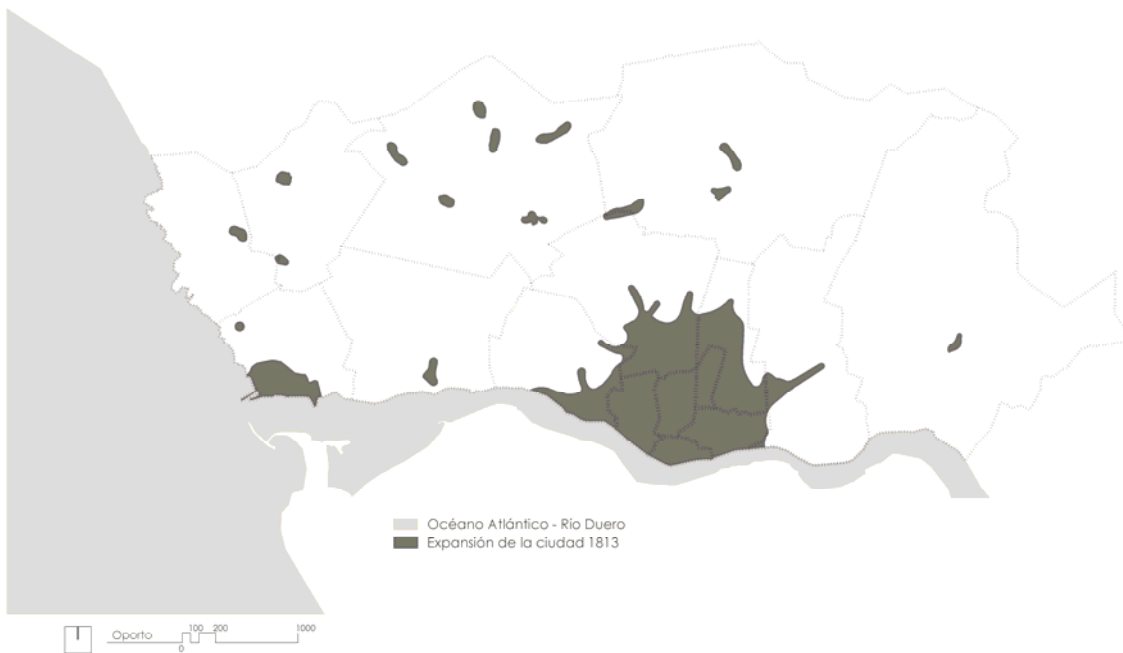 Océano Atlántico - Río Duero
Expansión de la ciudad 1813
Oporto
0
100 200
1000